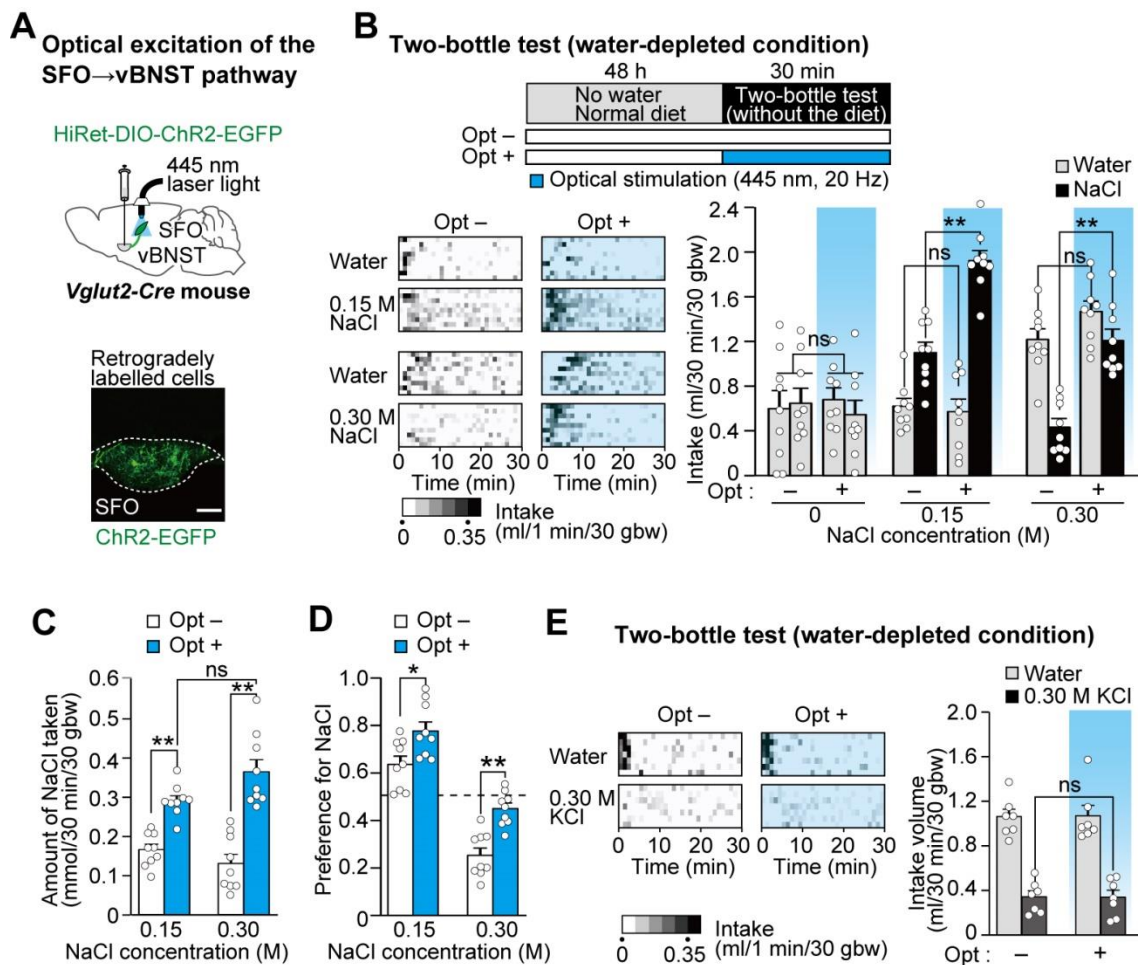 A
Optical excitation of the
SFO→vBNST pathway
HiRet-DIO-ChR2-EGFP
445 nm
laser light
SFO
vBNST
Vglut2-Cre mouse
Retrogradely
labelled cells
SFO
ChR2-EGFP
B
Two-bottle test (water-depleted condition)
48 h
30 min
No water
Normal diet
Two-bottle test
(without the diet)
Opt –
Opt +
Optical stimulation (445 nm, 20 Hz)
Opt –
Opt +
Water
0.15 M
NaCl
Water
0.30 M
NaCl
0 10 20 30
0 10 20 30
Time (min)
Time (min)
Intake
(ml/1 min/30 gbw)
0 0.35
Water
NaCl
Intake (ml/30 min/30 gbw)
2.4
2.0
1.6
1.2
0.8
0.4
0
ns
**
ns
**
ns
Opt : – + – + – +
0 0.15 0.30
NaCl concentration (M)
C
Opt –
Opt +
Amount of NaCl taken
(mmol/30 min/30 gbw)
0.6
0.5
0.4
0.3
0.2
0.1
0
ns
**
**
0.15 0.30
NaCl concentration (M)
D
Opt –
Opt +
Preference for NaCl
1.0
0.8
0.6
0.4
0.2
0
*
**
0.15 0.30
NaCl concentration (M)
E
Two-bottle test (water-depleted condition)
Opt –
Opt +
Water
0.30 M
KCl
0 10 20 30
0 10 20 30
Time (min)
Time (min)
Intake
(ml/1 min/30 gbw)
0 0.35
Water
0.30 M KCl
Intake volume
(ml/30 min/30 gbw)
2.0
1.6
1.2
0.4
0
ns
Opt : – +